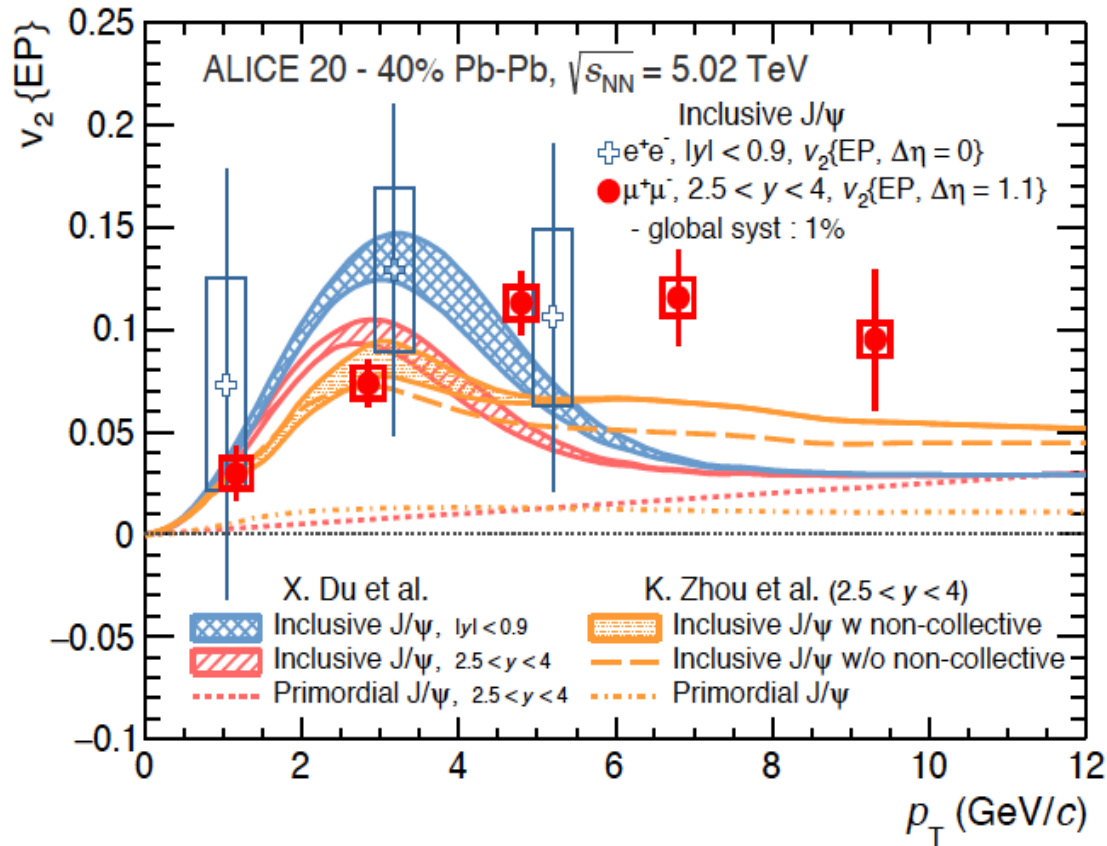 v₂{EP}
0.25
0.2
0.15
0.1
0.05
0
−0.05
−0.1
ALICE 20 - 40% Pb-Pb, √sNN = 5.02 TeV
Inclusive J/ψ
e⁺e⁻, |y| < 0.9, v₂{EP, Δη = 0}
μ⁺μ⁻, 2.5 < y < 4, v₂{EP, Δη = 1.1}
- global syst : 1%
X. Du et al.
Inclusive J/ψ, |y| < 0.9
Inclusive J/ψ, 2.5 < y < 4
Primordial J/ψ, 2.5 < y < 4
K. Zhou et al. (2.5 < y < 4)
Inclusive J/ψ w non-collective
Inclusive J/ψ w/o non-collective
Primordial J/ψ
0 2 4 6 8 10 12
p_T (GeV/c)